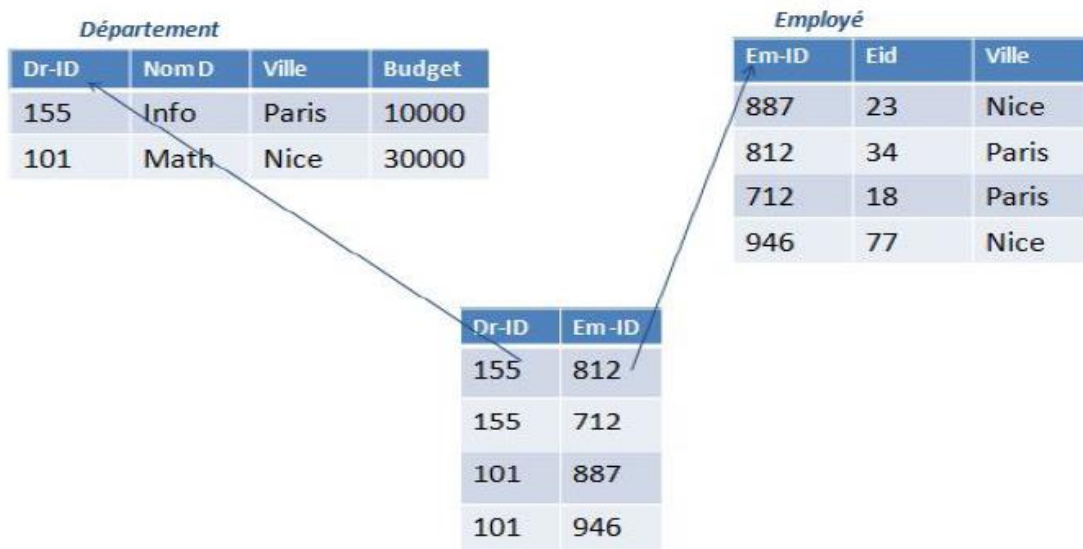 Département
Dr-ID Nom D Ville Budget
155 Info Paris 10000
101 Math Nice 30000
Employé
Em-ID Eid Ville
887 23 Nice
812 34 Paris
712 18 Paris
946 77 Nice
Dr-ID Em-ID
155 812
155 712
101 887
101 946